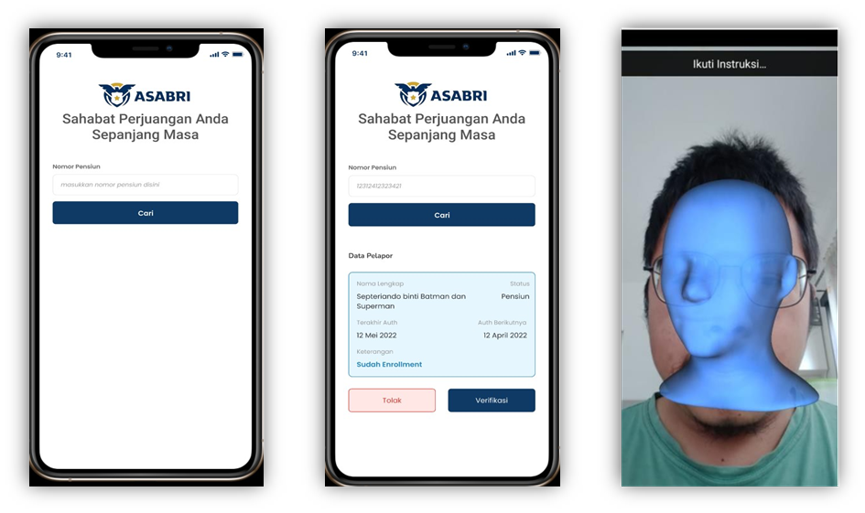 9:41
ASABRI
Sahabat Perjuangan Anda
Sepanjang Masa
Nomor Pensiun
masukkan nomor pensiun disini
Cari
9:41
ASABRI
Sahabat Perjuangan Anda
Sepanjang Masa
Nomor Pensiun
12312412323421
Cari
Data Pelapor
Nama Lengkap Status
Septeriando binti Batman dan Pensiun
Superman
Terakhir Auth Auth Berikutnya
12 Mei 2022 12 April 2022
Keterangan
Sudah Enrollment
Tolak Verifikasi
Ikuti Instruksi...